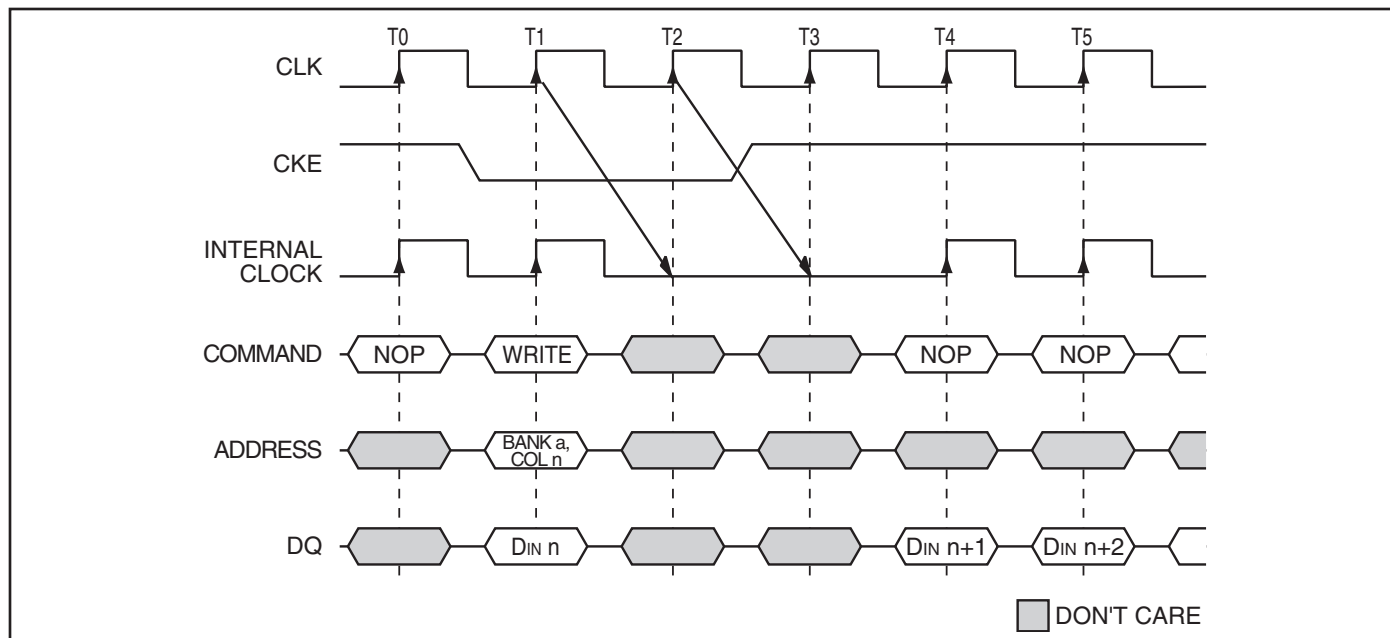 T0 T1 T2 T3 T4 T5
CLK
CKE
INTERNAL
CLOCK
COMMAND NOP WRITE NOP NOP
ADDRESS BANK a,
COL n
DQ DIN n DIN n+1 DIN n+2
DON'T CARE